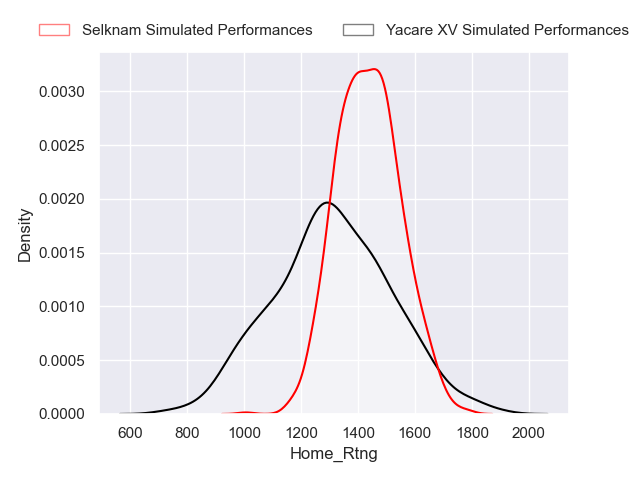 Selknam Simulated Performances
Yacare XV Simulated Performances
0.0030
0.0025
0.0020
0.0015
0.0010
0.0005
0.0000
Density
600 800 1000 1200 1400 1600 1800 2000
Home_Rtng